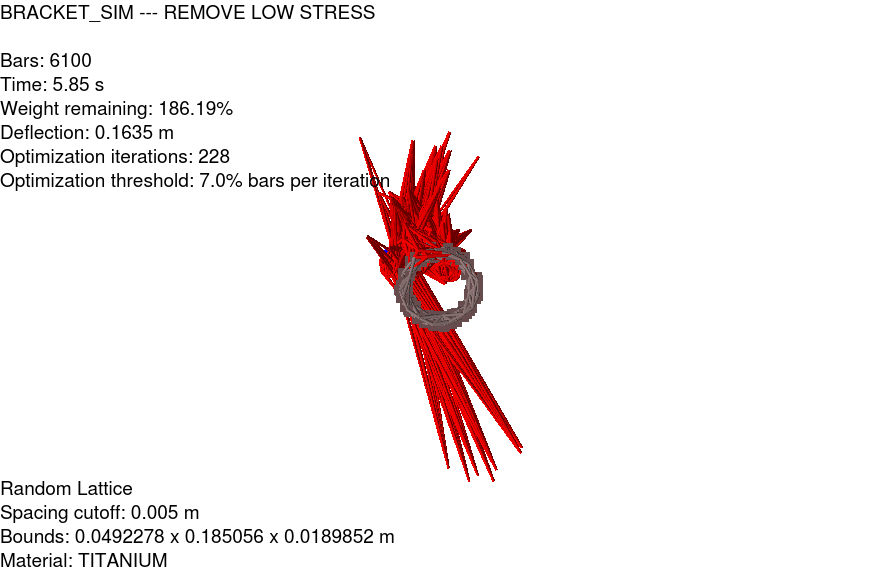 BRACKET_SIM --- REMOVE LOW STRESS
Bars: 6100
Time: 5.85 s
Weight remaining: 186.19%
Deflection: 0.1635 m
Optimization iterations: 228
Optimization threshold: 7.0% bars per iteration
Random Lattice
Spacing cutoff: 0.005 m
Bounds: 0.0492278 x 0.185056 x 0.0189852 m
Material: TITANIUM